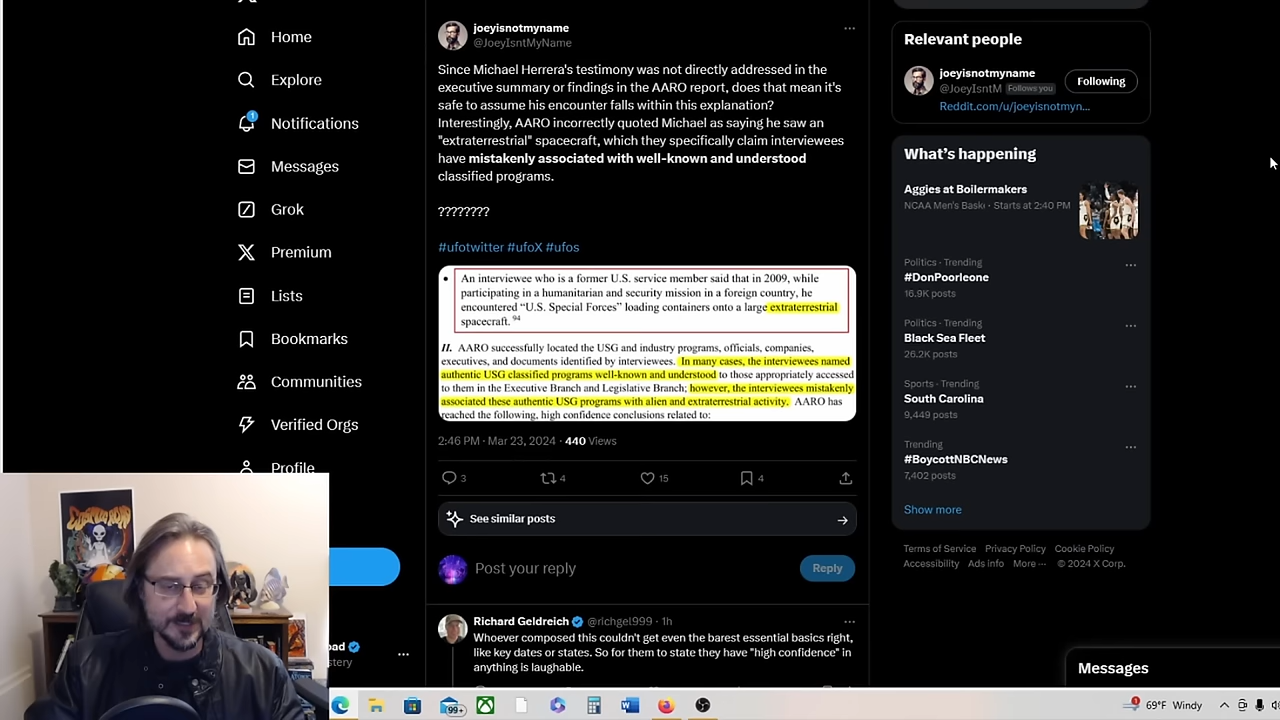 Home
Explore
1
Notifications
Messages
Grok
Premium
Lists
Bookmarks
Communities
Verified Orgs
Profile
joeyisnotmyname
@JoeyIsntMyName
Since Michael Herrera's testimony was not directly addressed in the
executive summary or findings in the AARO report, does that mean it's
safe to assume his encounter falls within this explanation?
Interestingly, AARO incorrectly quoted Michael as saying he saw an
"extraterrestrial" spacecraft, which they specifically claim interviewees
have mistakenly associated with well-known and understood
classified programs.
????????
#ufotwitter #ufoX #ufos
• An interviewee who is a former U.S. service member said that in 2009, while
participating in a humanitarian and security mission in a foreign country, he
encountered “U.S. Special Forces” loading containers onto a large extraterrestrial
spacecraft. 94
II. AARO successfully located the USG and industry programs, officials, companies,
executives, and documents identified by interviewees. In many cases, the interviewees named
authentic USG classified programs well-known and understood to those appropriately accessed
to them in the Executive Branch and Legislative Branch; however, the interviewees mistakenly
associated these authentic USG programs with alien and extraterrestrial activity. AARO has
reached the following, high confidence conclusions related to:
2:46 PM · Mar 23, 2024 · 440 Views
3
4
15
4
See similar posts
Post your reply
Reply
Richard Geldreich @richgel999 · 1h
Whoever composed this couldn't get even the barest essential basics right,
like key dates or states. So for them to state they have "high confidence" in
anything is laughable.
Relevant people
joeyisnotmyname
@JoeyIsntM Follows you
Following
Reddit.com/u/joeyisnotmyn...
What's happening
Aggies at Boilermakers
NCAA Men's Bask · Starts at 2:40 PM
Politics · Trending
#DonPoorleone
16.9K posts
Politics · Trending
Black Sea Fleet
26.2K posts
Sports · Trending
South Carolina
9,449 posts
Trending
#BoycottNBCNews
7,402 posts
Show more
Terms of Service Privacy Policy Cookie Policy
Accessibility Ads info More ··· © 2024 X Corp.
Messages
99+
69°F Windy